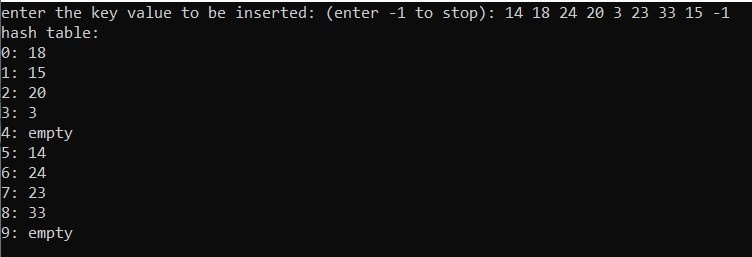 enter the key value to be inserted: (enter -1 to stop): 14 18 24 20 3 23 33 15 -1
hash table:
0: 18
1: 15
2: 20
3: 3
4: empty
5: 14
6: 24
7: 23
8: 33
9: empty